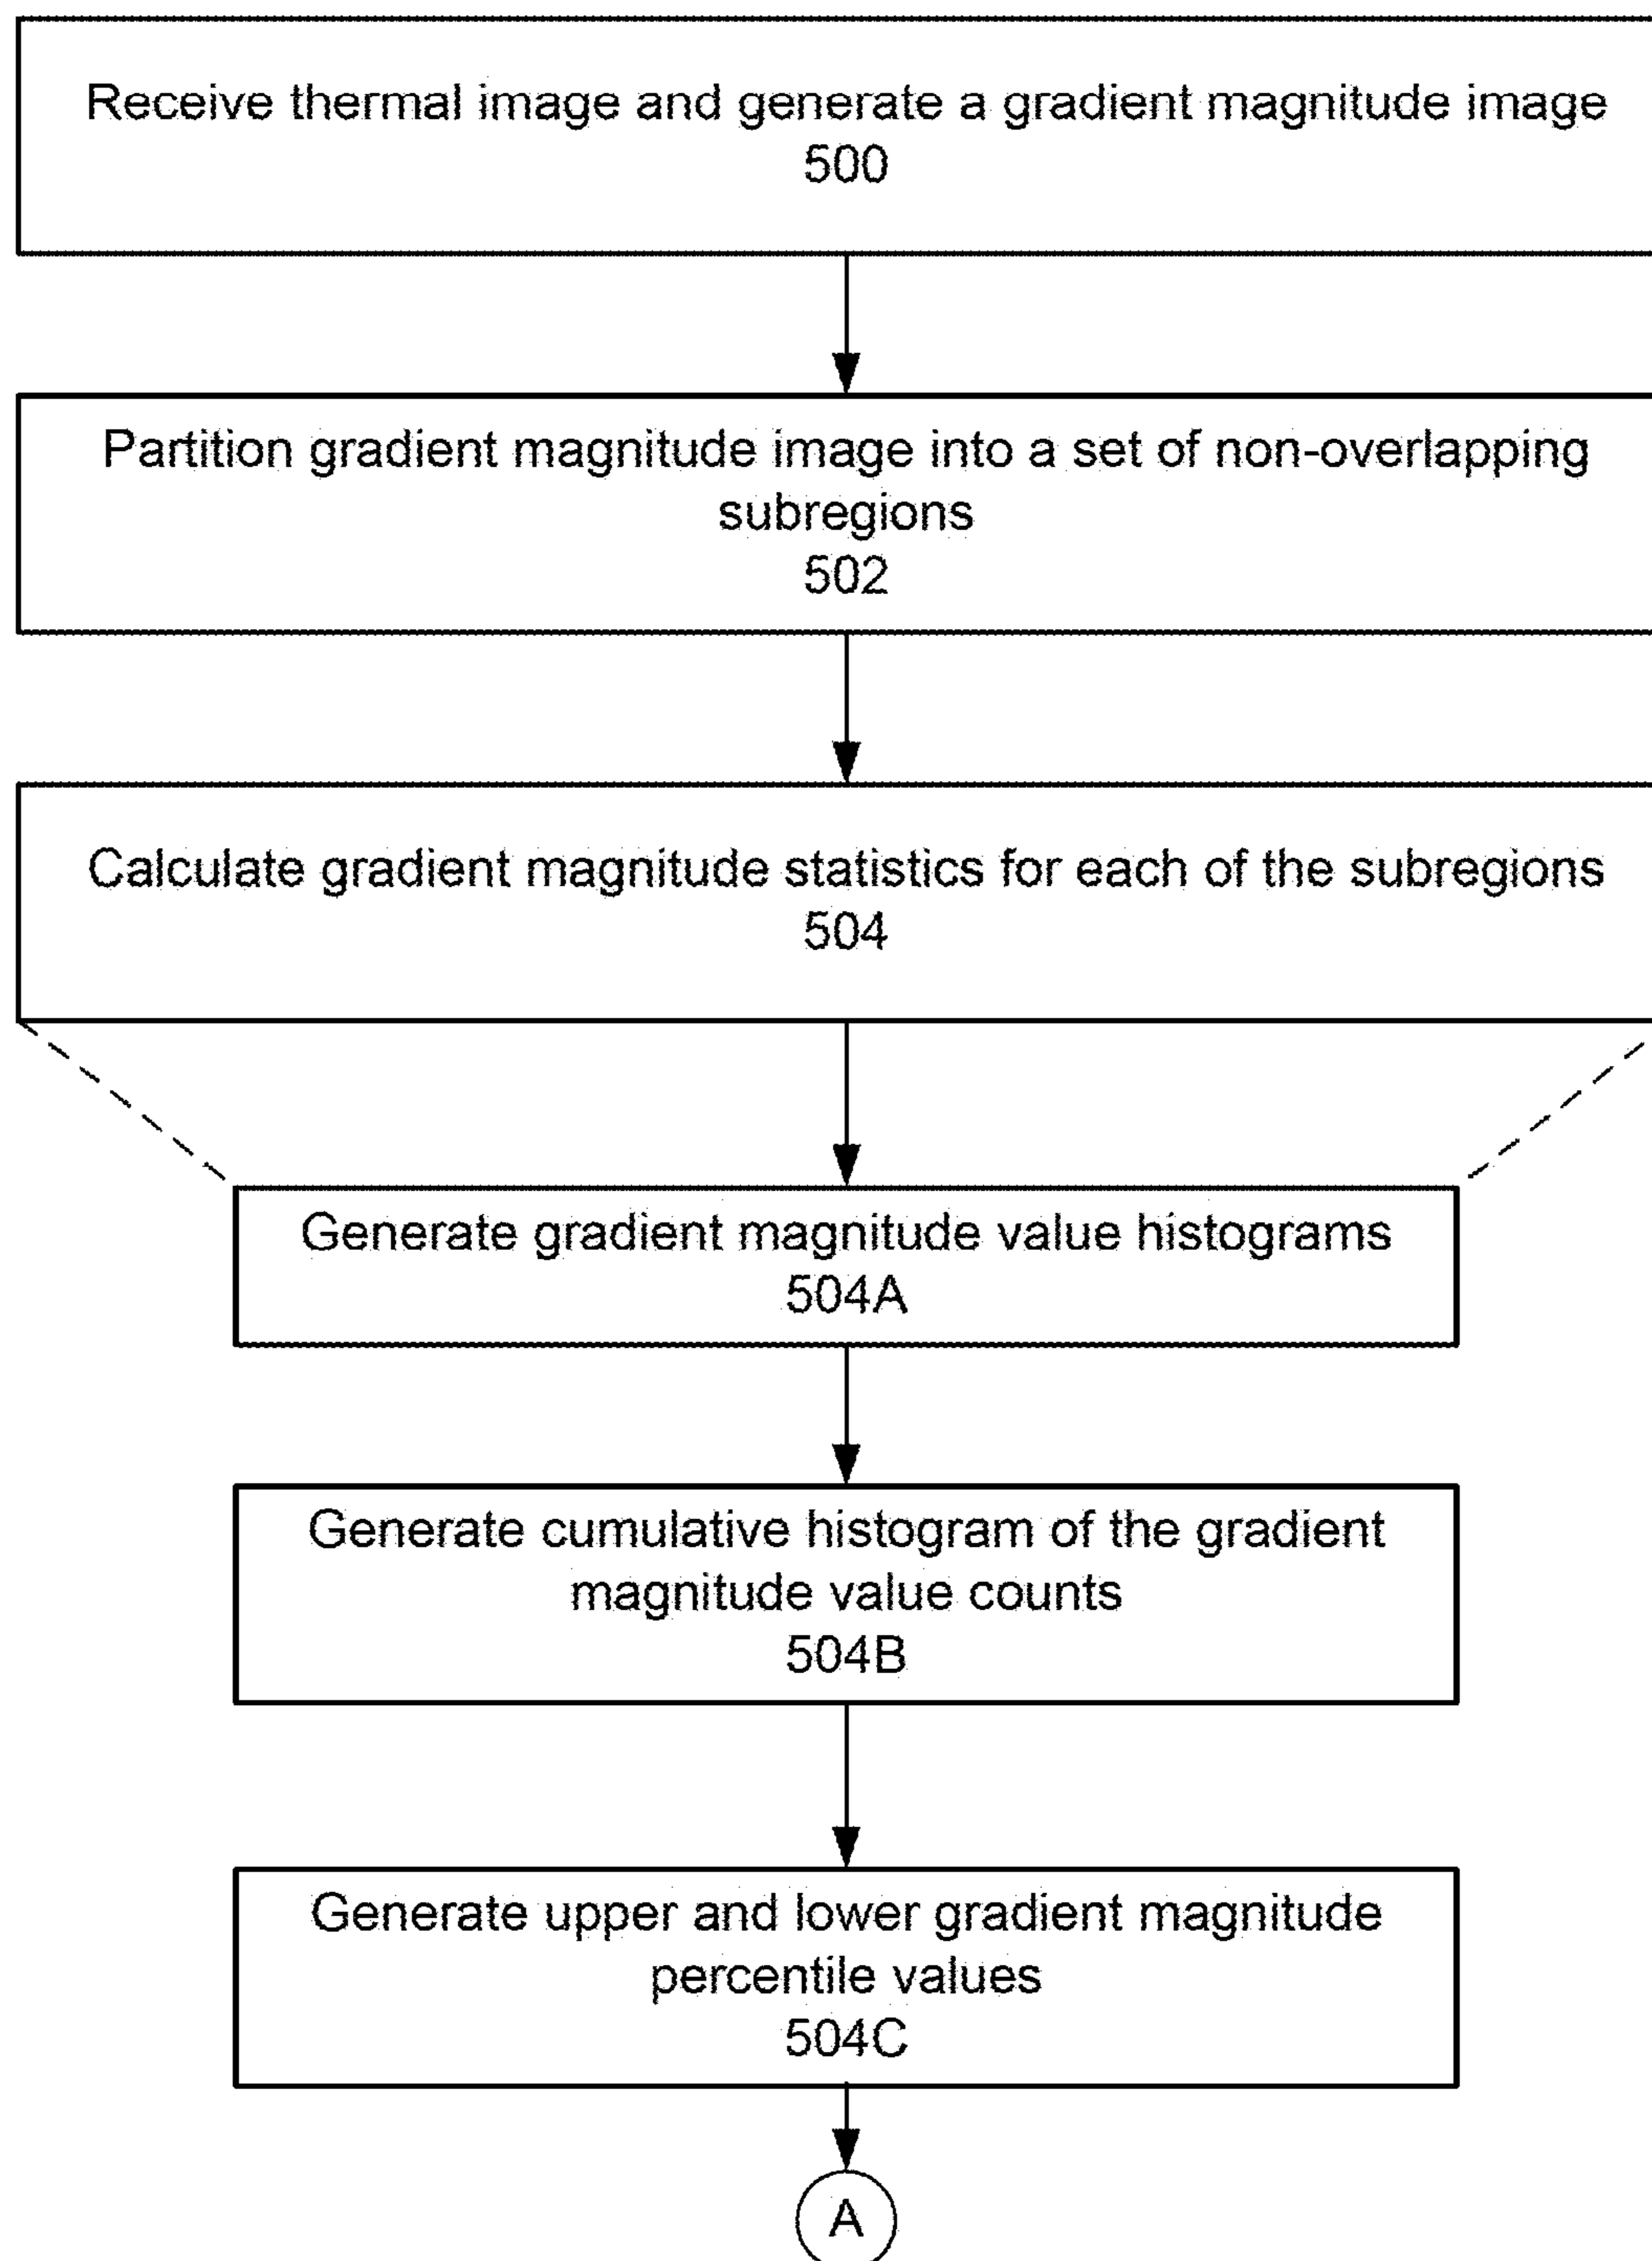 Receive thermal image and generate a gradient magnitude image
500
Partition gradient magnitude image into a set of non-overlapping
subregions
502
Calculate gradient magnitude statistics for each of the subregions
504
Generate gradient magnitude value histograms
504A
Generate cumulative histogram of the gradient
magnitude value counts
504B
Generate upper and lower gradient magnitude
percentile values
504C
A